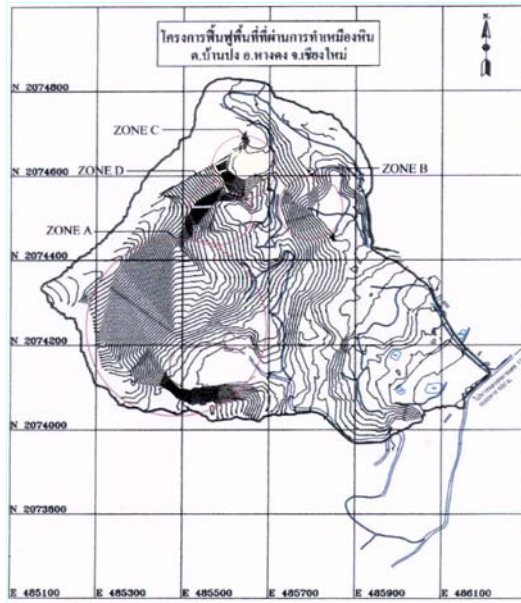 โครงการฟื้นฟูพื้นที่ที่ผ่านการทำเหมืองหิน
ต.บ้านปง อ.หางดง จ.เชียงใหม่
N
N 2074800
ZONE C
N 2074600
ZONE D
ZONE B
ZONE A
N 2074400
N 2074200
N 2074000
N 2073800
E 485100
E 485300
E 485500
E 485700
E 485900
E 486100